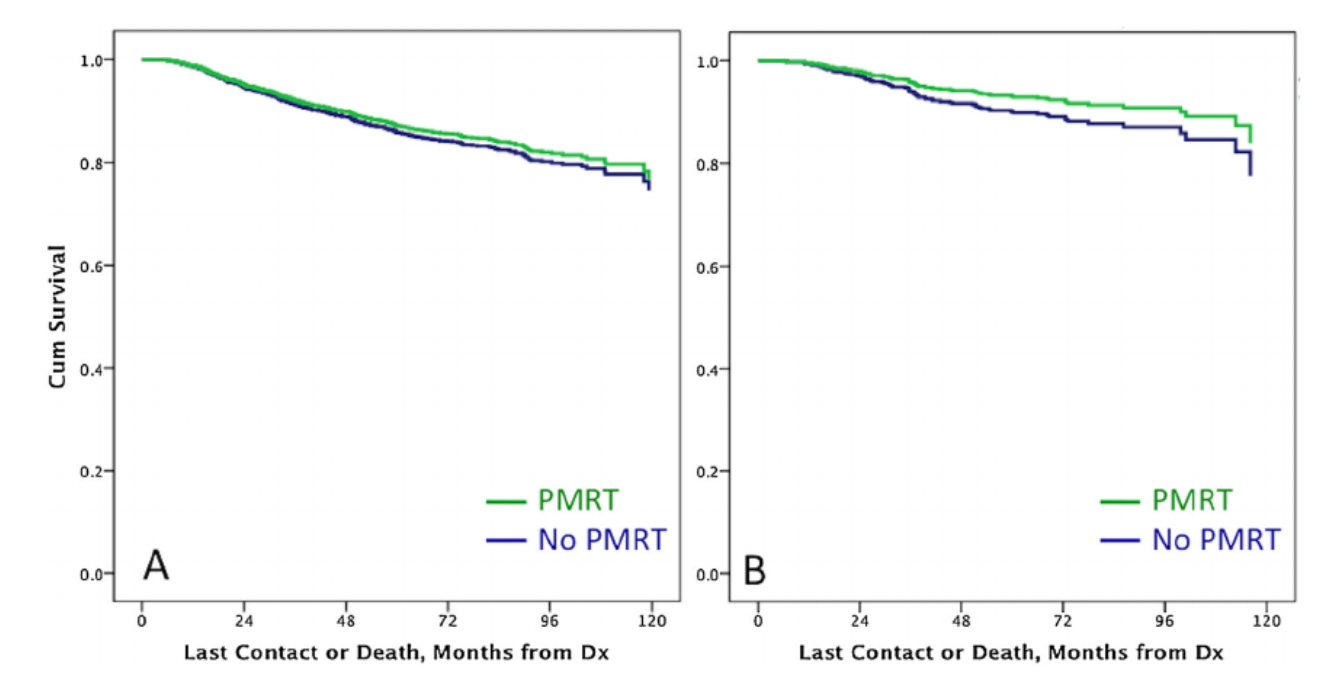 Cum Survival
1.0
0.8
0.6
0.4
0.2
0.0
PMRT
No PMRT
A
0 24 48 72 96 120
Last Contact or Death, Months from Dx
1.0
0.8
0.6
0.4
0.2
0.0
PMRT
No PMRT
B
0 24 48 72 96 120
Last Contact or Death, Months from Dx